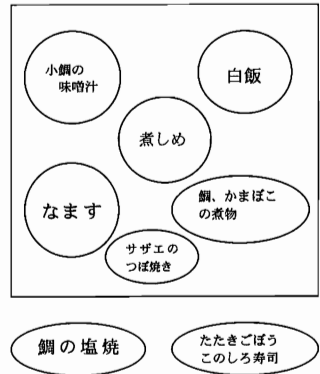 小鯛の
味噌汁
白飯
煮しめ
なます
鯛、かまぼこ
の煮物
サザエの
つぼ焼き
鯛の塩焼
たたきごぼう
このしろ寿司